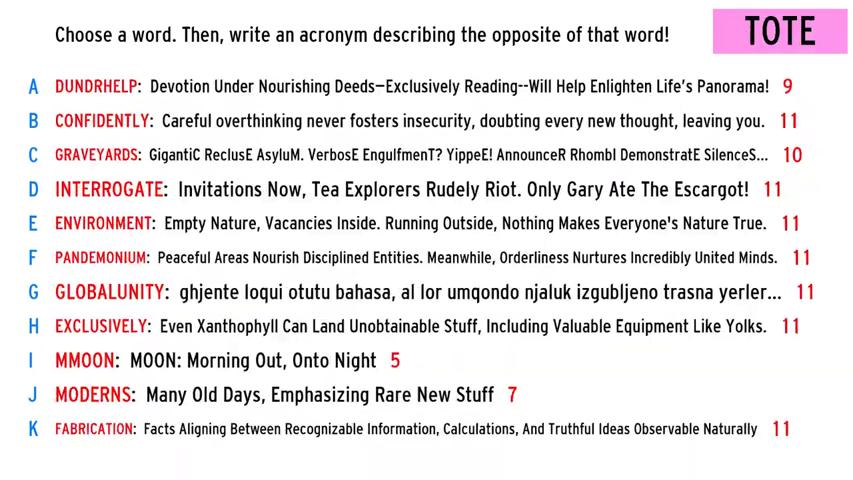 Choose a word. Then, write an acronym describing the opposite of that word!
TOTE
A DUNDRHELP: Devotion Under Nourishing Deeds—Exclusively Reading--Will Help Enlighten Life's Panorama! 9
B CONFIDENTLY: Careful overthinking never fosters insecurity, doubting every new thought, leaving you. 11
C GRAVEYARDS: GigantiC ReclusE AsyluM. VerbosE EngulfmenT? YippeE! AnnounceR RhombI DemonstratE SilenceS... 10
D INTERROGATE: Invitations Now, Tea Explorers Rudely Riot. Only Gary Ate The Escargot! 11
E ENVIRONMENT: Empty Nature, Vacancies Inside. Running Outside, Nothing Makes Everyone's Nature True. 11
F PANDEMONIUM: Peaceful Areas Nourish Disciplined Entities. Meanwhile, Orderliness Nurtures Incredibly United Minds. 11
G GLOBALUNITY: ghjente loqui otutu bahasa, al lor umqondo njaluk izgubljeno trasna yerler... 11
H EXCLUSIVELY: Even Xanthophyll Can Land Unobtainable Stuff, Including Valuable Equipment Like Yolks. 11
I MMOON: MOON: Morning Out, Onto Night 5
J MODERNS: Many Old Days, Emphasizing Rare New Stuff 7
K FABRICATION: Facts Aligning Between Recognizable Information, Calculations, And Truthful Ideas Observable Naturally 11